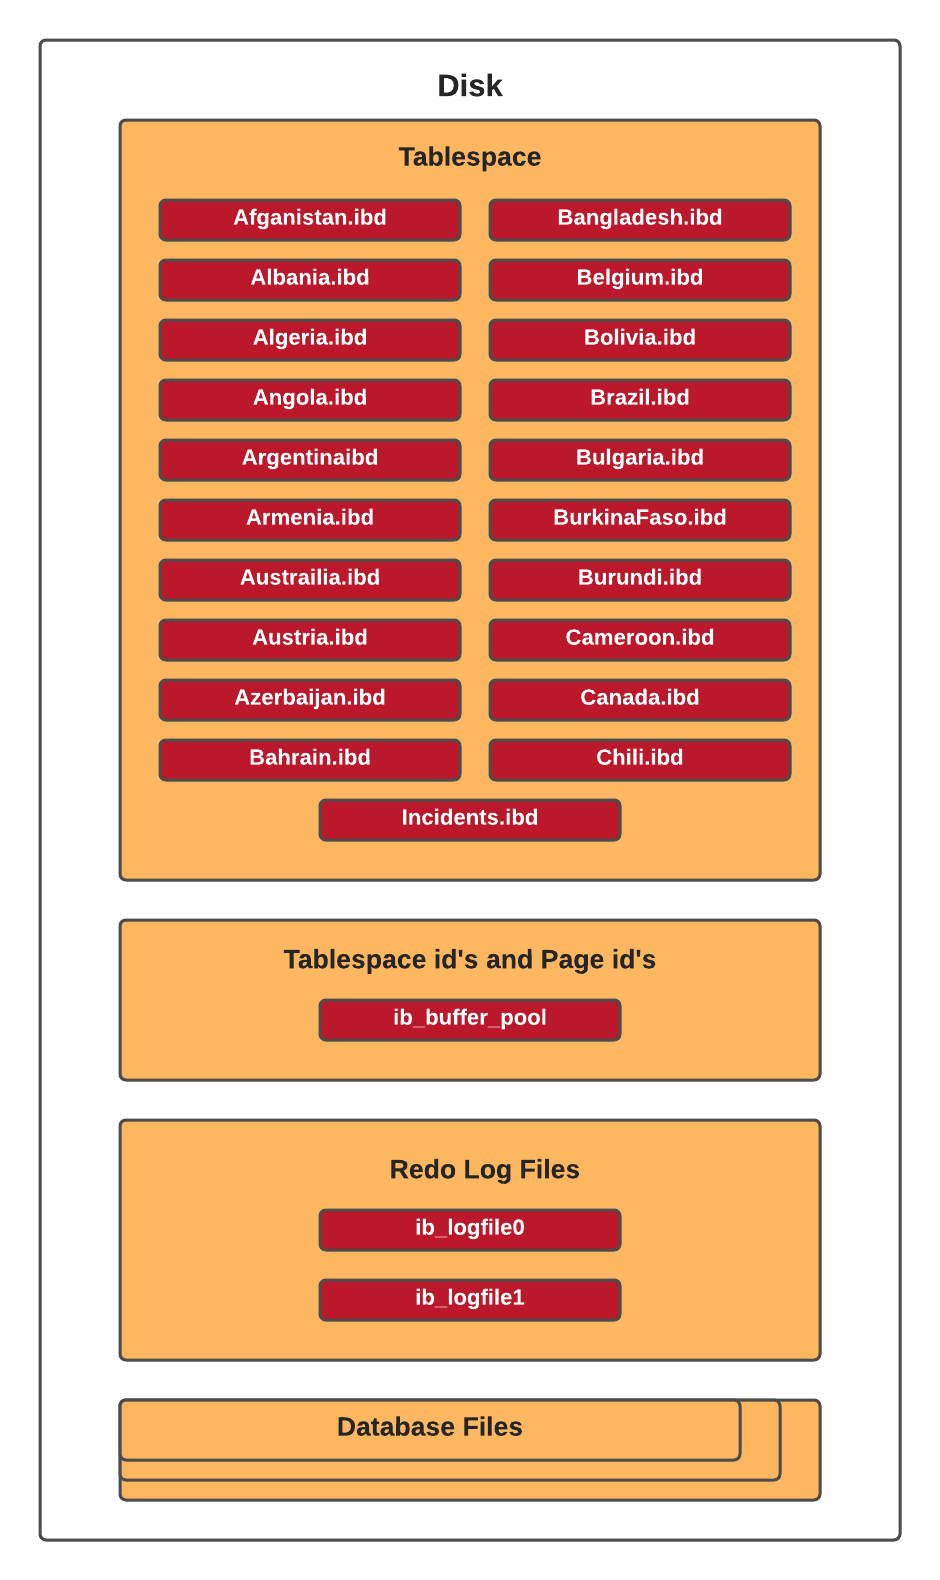 Disk
Tablespace
Afganistan.ibd
Bangladesh.ibd
Albania.ibd
Belgium.ibd
Algeria.ibd
Bolivia.ibd
Angola.ibd
Brazil.ibd
Argentinaibd
Bulgaria.ibd
Armenia.ibd
BurkinaFaso.ibd
Austrailia.ibd
Burundi.ibd
Austria.ibd
Cameroon.ibd
Azerbaijan.ibd
Canada.ibd
Bahrain.ibd
Chili.ibd
Incidents.ibd
Tablespace id's and Page id's
ib_buffer_pool
Redo Log Files
ib_logfile0
ib_logfile1
Database Files